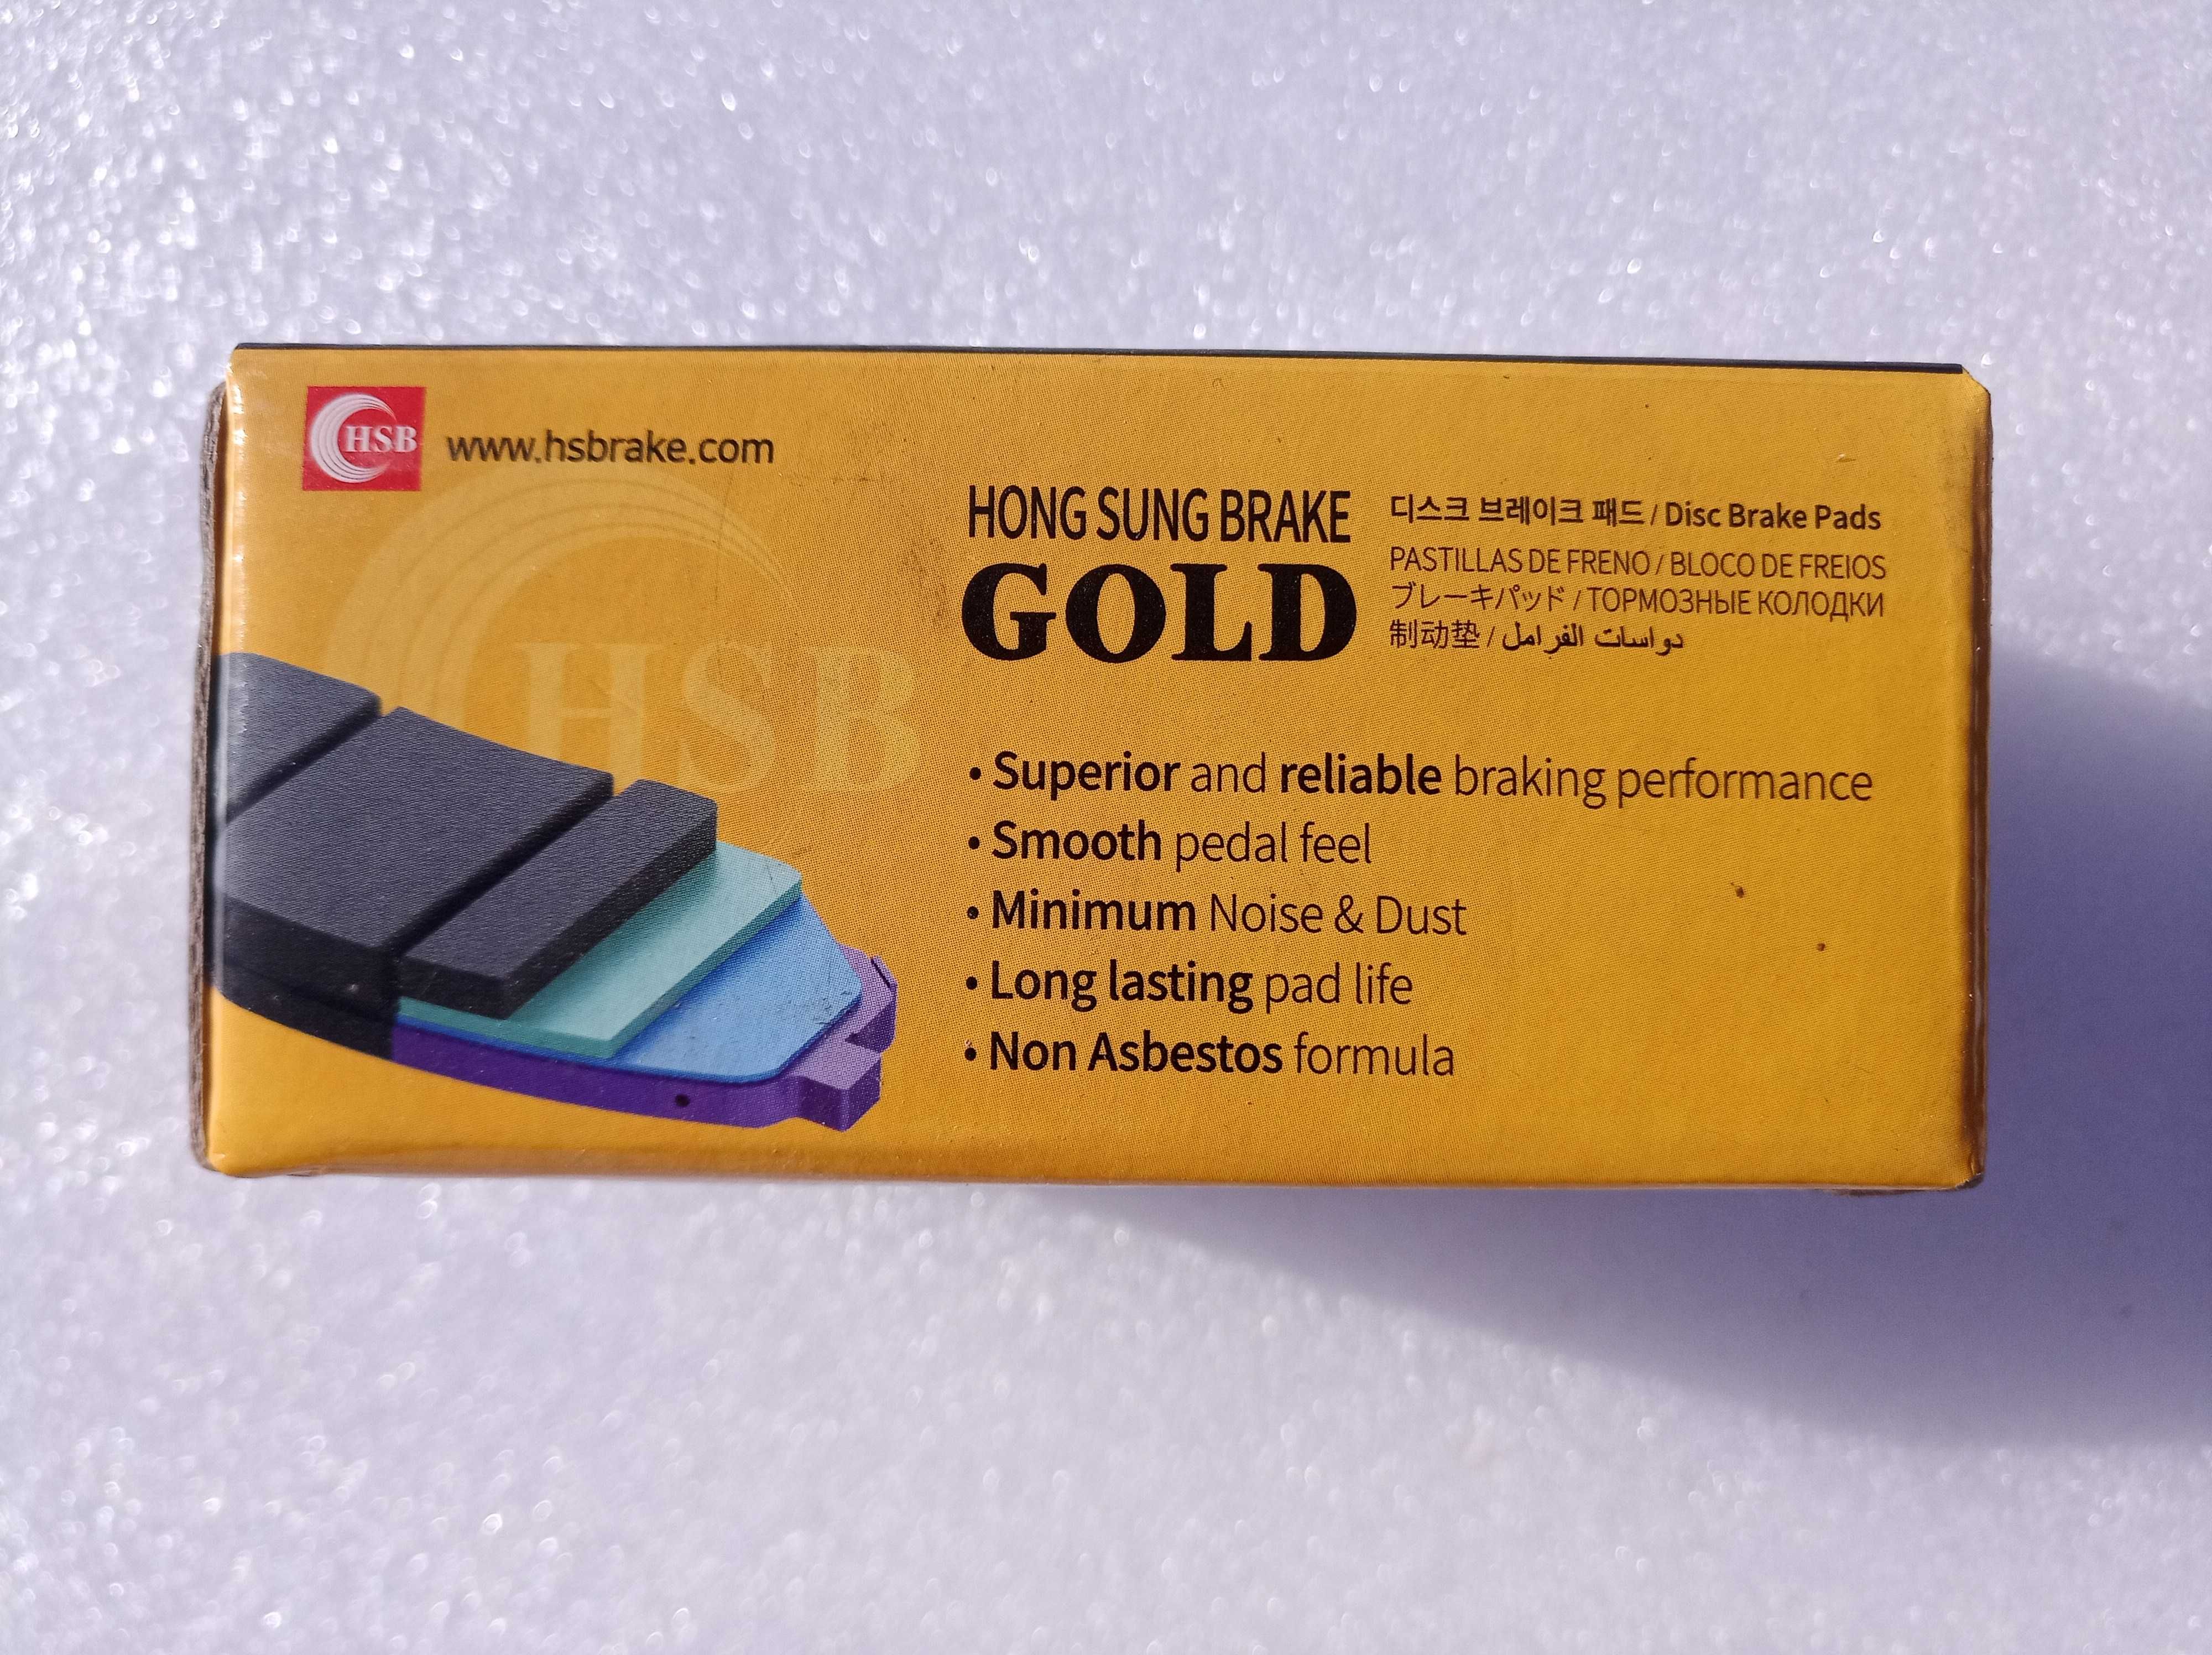 HSB
www.hsbrake.com
HONG SUNG BRAKE
GOLD
디스크 브레이크 패드 / Disc Brake Pads
PASTILLAS DE FRENO / BLOCO DE FREIOS
ブレーキパッド / ТОРМОЗНЫЕ КОЛОДКИ
制动垫 / دواسات الفرامل
HSB
• Superior and reliable braking performance
• Smooth pedal feel
• Minimum Noise & Dust
• Long lasting pad life
• Non Asbestos formula